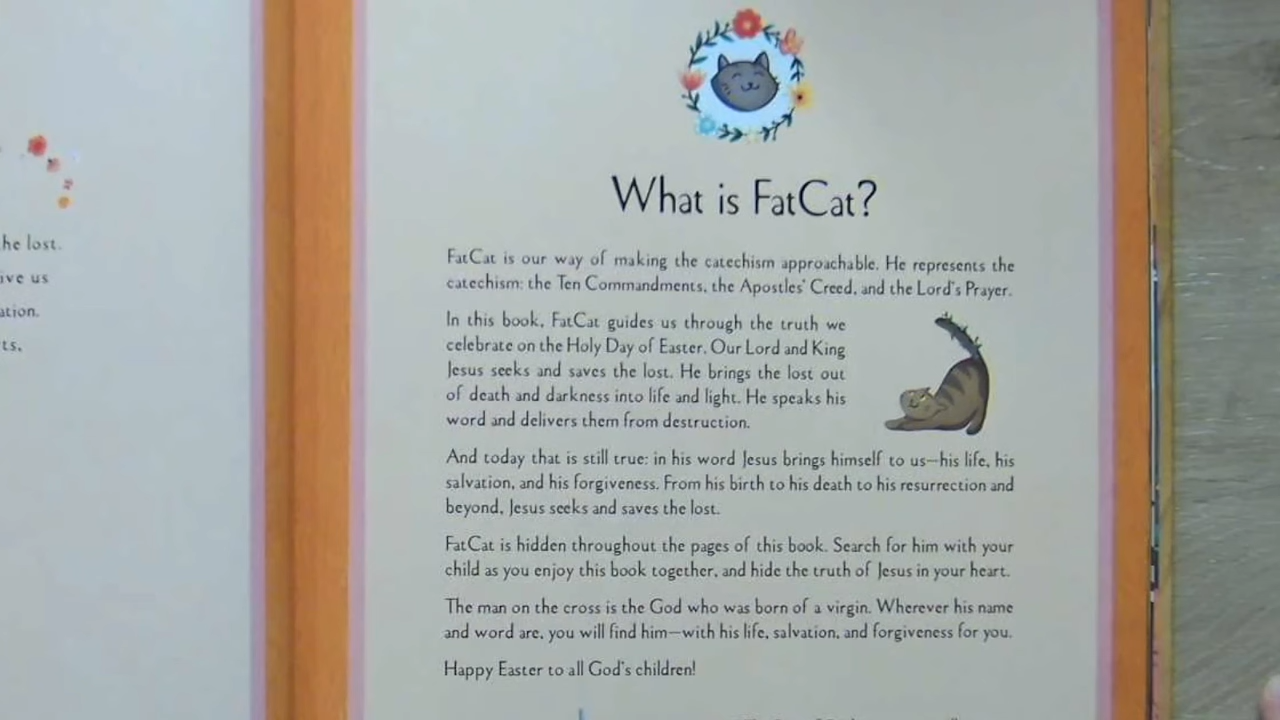 he lost.
ive us
ation.
ts,
What is FatCat?
FatCat is our way of making the catechism approachable. He represents the
catechism: the Ten Commandments, the Apostles' Creed, and the Lord's Prayer.
In this book, FatCat guides us through the truth we
celebrate on the Holy Day of Easter. Our Lord and King
Jesus seeks and saves the lost. He brings the lost out
of death and darkness into life and light. He speaks his
word and delivers them from destruction.
And today that is still true: in his word Jesus brings himself to us—his life, his
salvation, and his forgiveness. From his birth to his death to his resurrection and
beyond, Jesus seeks and saves the lost.
FatCat is hidden throughout the pages of this book. Search for him with your
child as you enjoy this book together, and hide the truth of Jesus in your heart.
The man on the cross is the God who was born of a virgin. Wherever his name
and word are, you will find him—with his life, salvation, and forgiveness for you.
Happy Easter to all God's children!